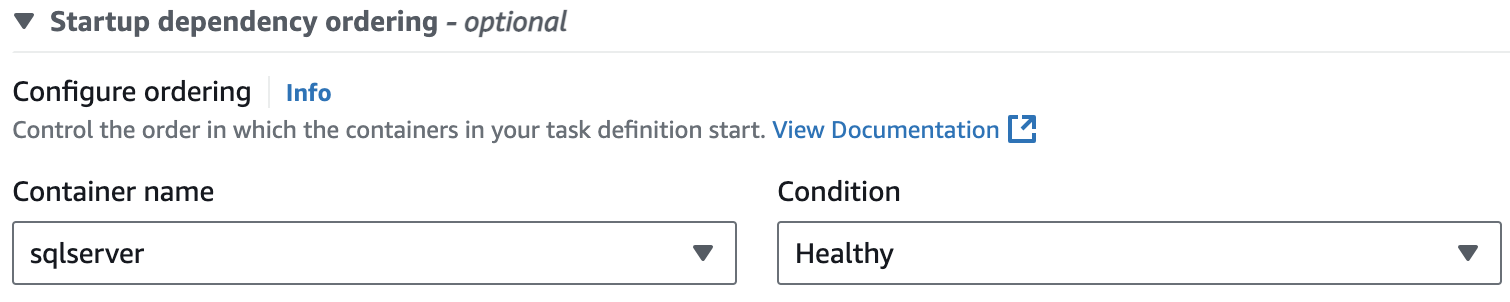 Startup dependency ordering - optional
Configure ordering Info
Control the order in which the containers in your task definition start. View Documentation
Container name Condition
sqlserver Healthy